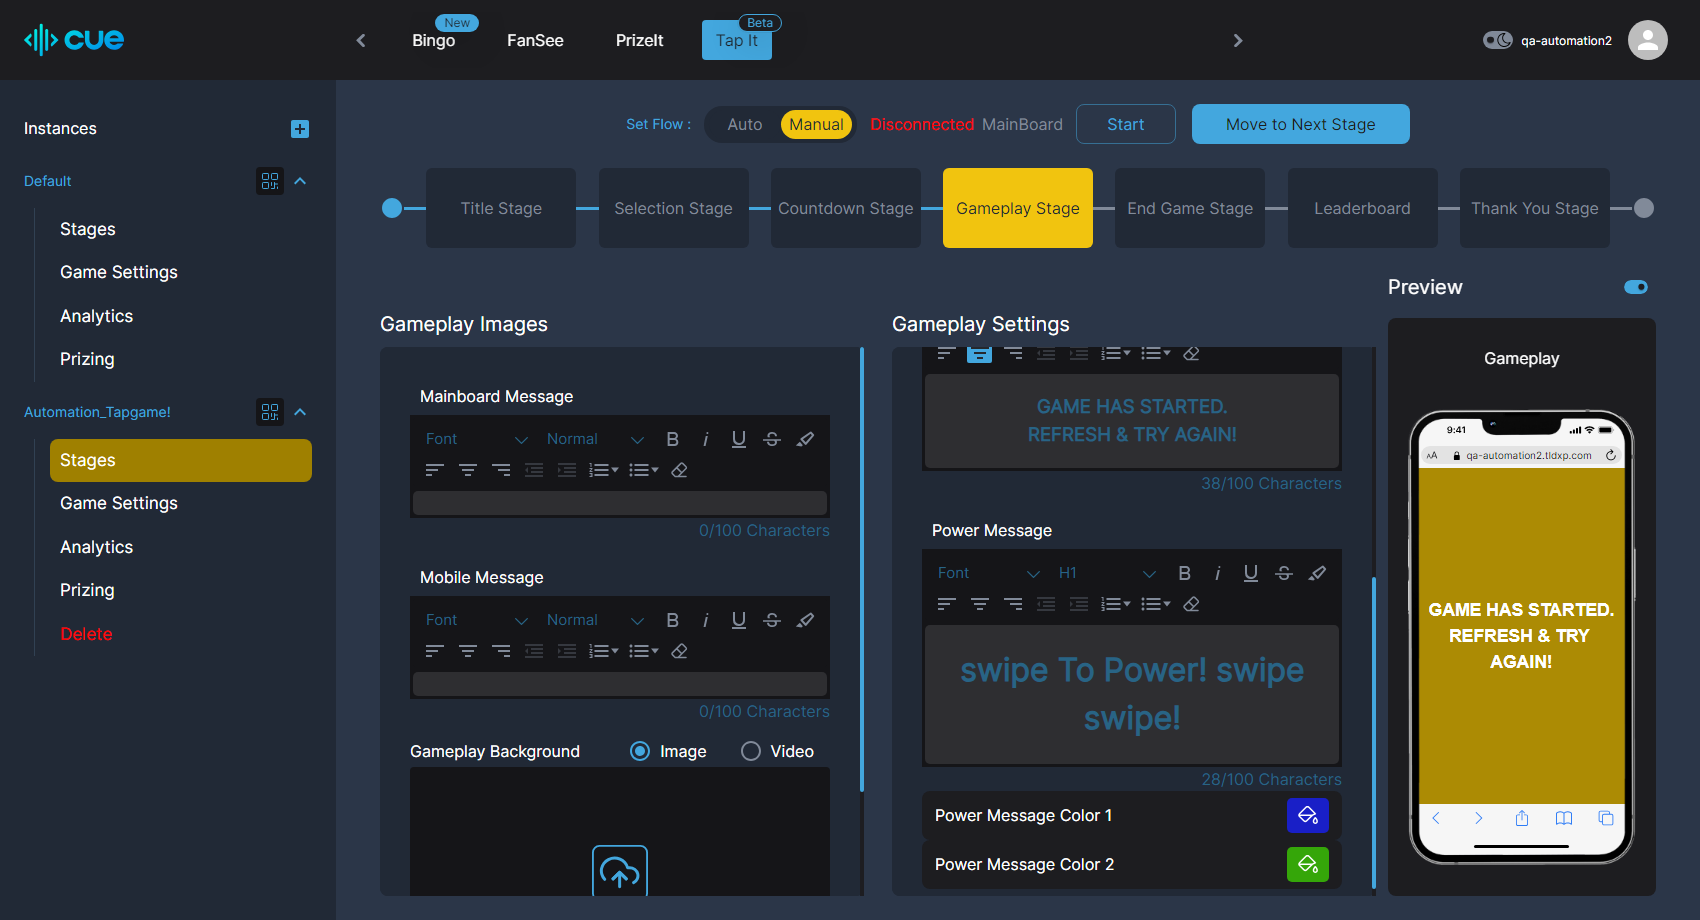 cue
Bingo
New
FanSee
PrizeIt
Tap It
Beta
qa-automation2
Instances
Default
Stages
Game Settings
Analytics
Prizing
Automation_Tapgame!
Stages
Game Settings
Analytics
Prizing
Delete
Set Flow :
Auto
Manual
Disconnected MainBoard
Start
Move to Next Stage
Title Stage
Selection Stage
Countdown Stage
Gameplay Stage
End Game Stage
Leaderboard
Thank You Stage
Gameplay Images
Mainboard Message
Font
Normal
B i U S
0/100 Characters
Mobile Message
Font
Normal
B i U S
0/100 Characters
Gameplay Background
Image
Video
Gameplay Settings
GAME HAS STARTED.
REFRESH & TRY AGAIN!
38/100 Characters
Power Message
Font
H1
B i U S
swipe To Power! swipe
swipe!
28/100 Characters
Power Message Color 1
Power Message Color 2
Preview
Gameplay
9:41
AA
qa-automation2.tldxp.com
GAME HAS STARTED.
REFRESH & TRY
AGAIN!